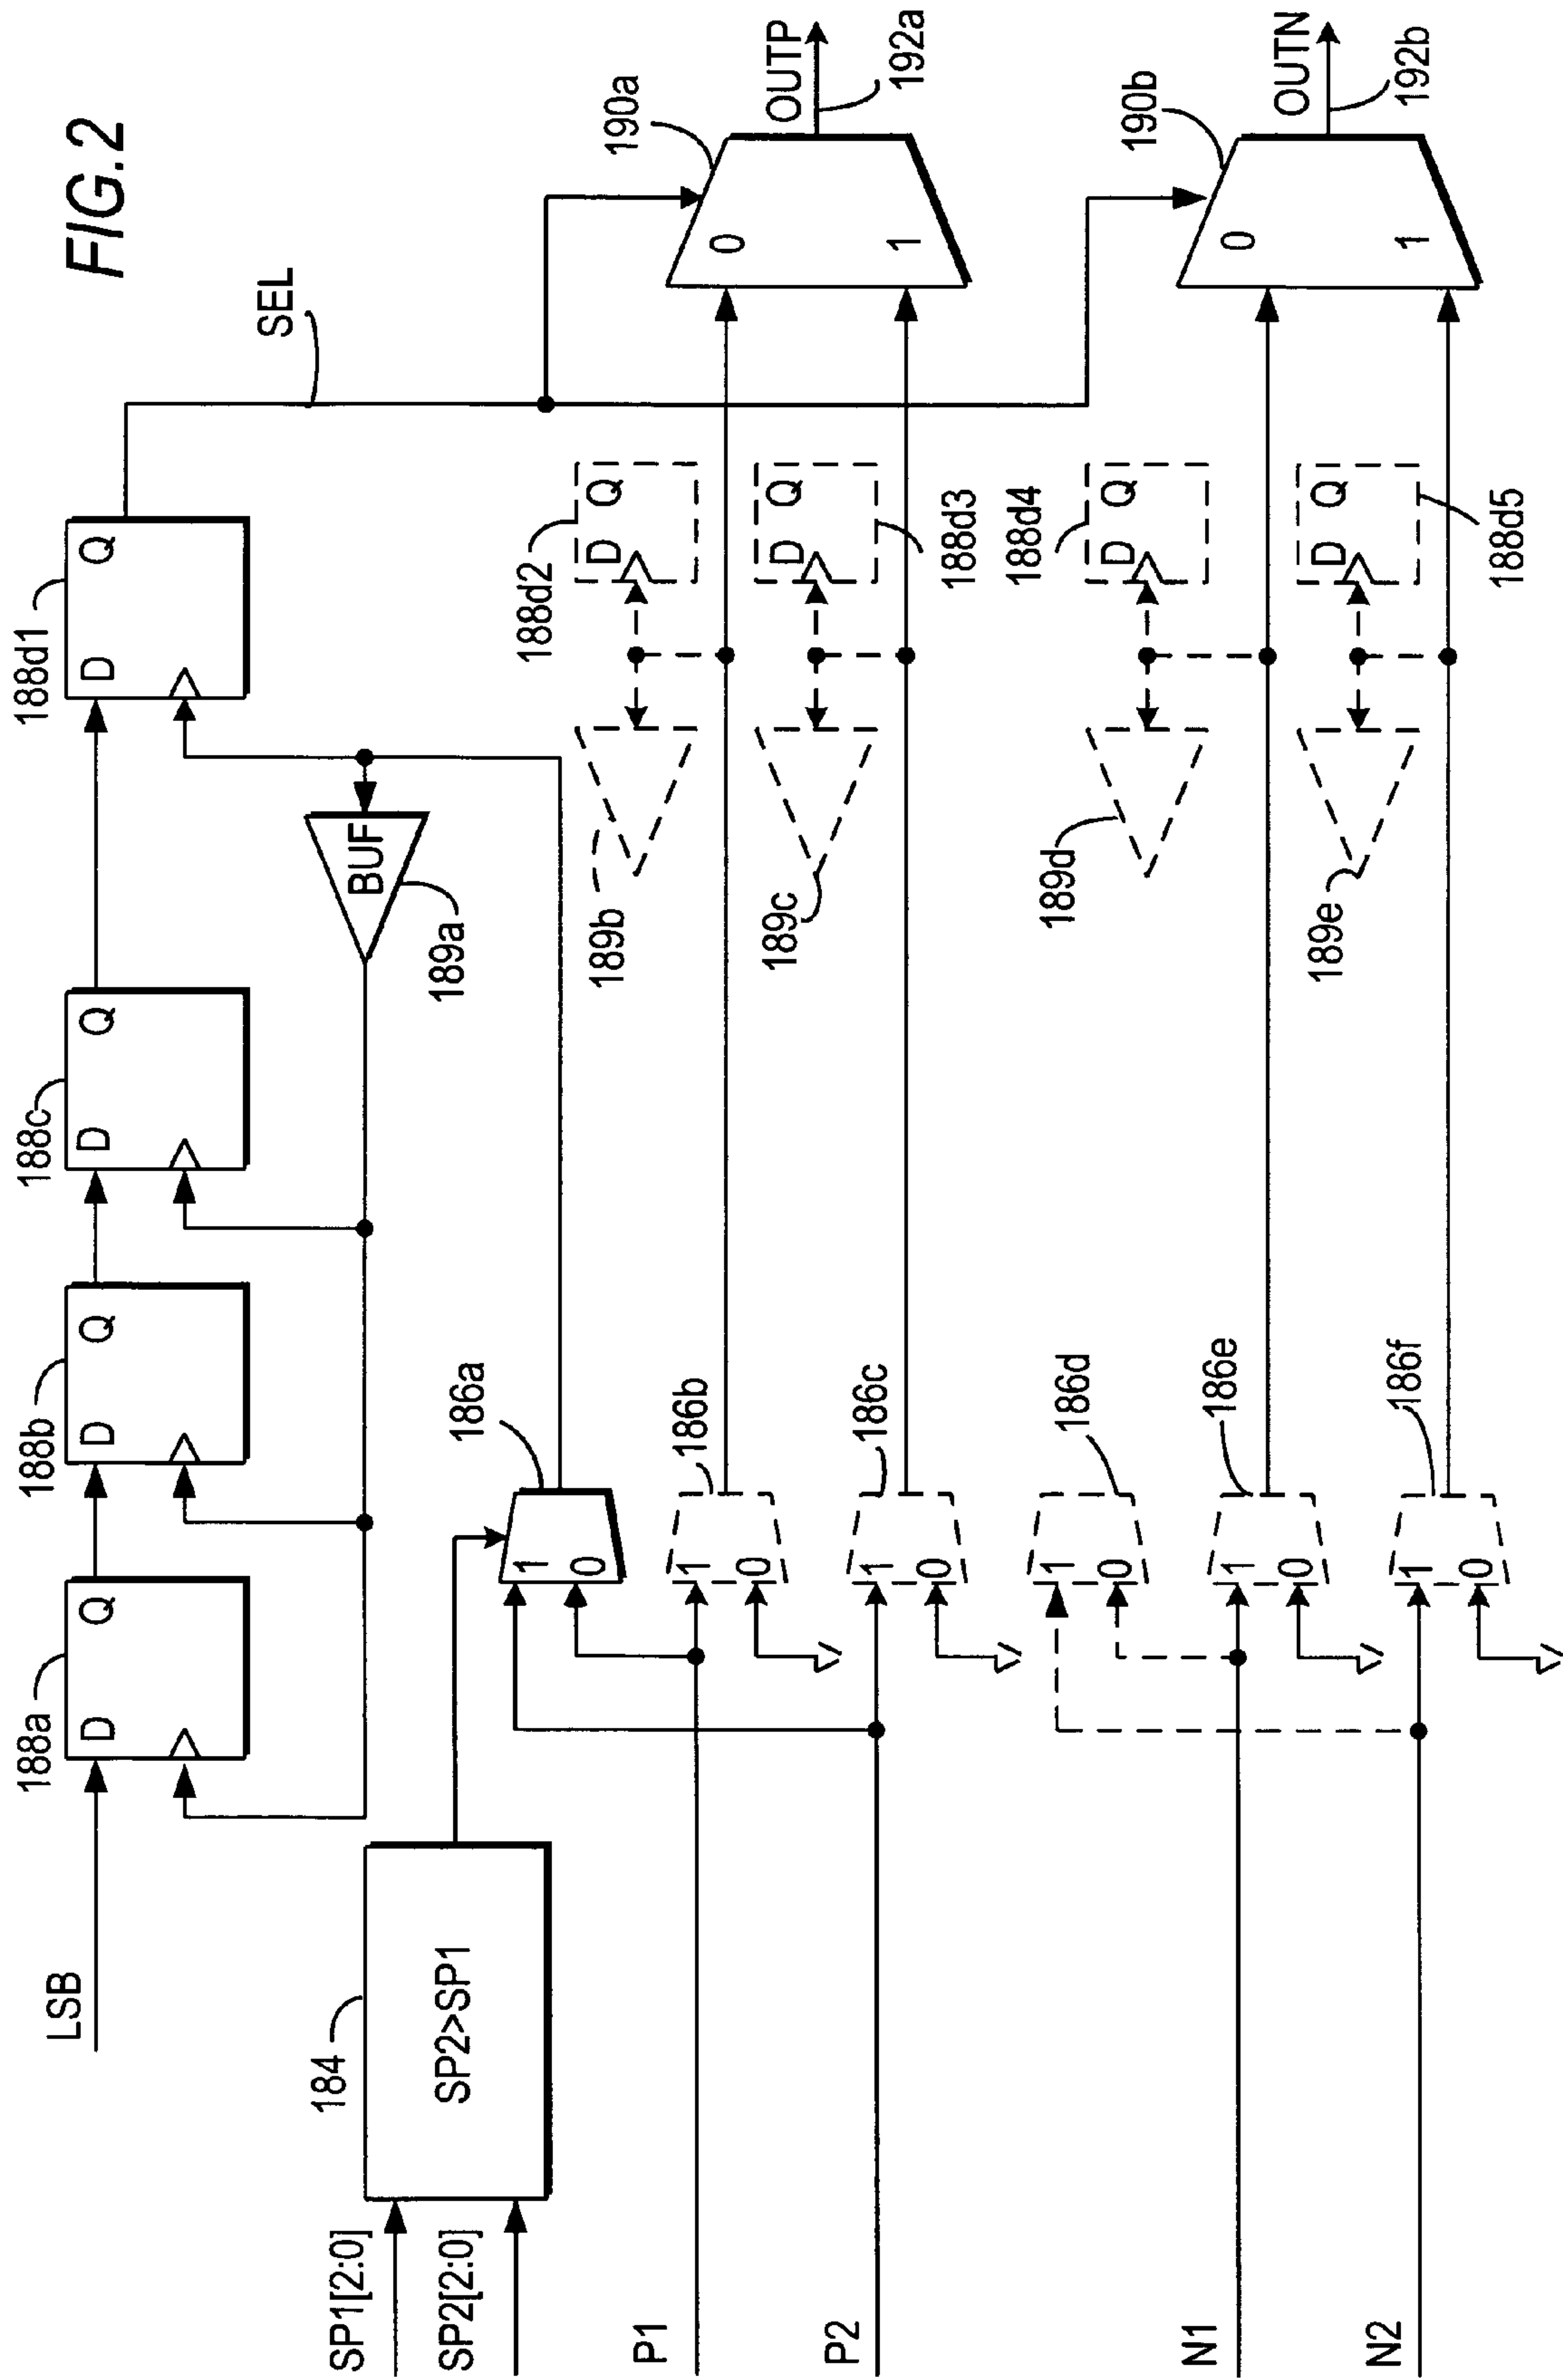 FIG.2
LSB
188a
D
Q
188b
D
Q
188c
D
Q
188d1
D
Q
SEL
BUF
189a
184
SP2>SP1
SP1[2:0]
SP2[2:0]
186a
1
0
P1
186b
1
0
189b
188d2
D Q
190a
0
1
OUTP
192a
P2
186c
1
0
189c
D Q
188d3
186d
1
0
189d
188d4
D Q
N1
186e
1
0
190b
0
1
OUTN
192b
189e
D Q
188d5
N2
186f
1
0